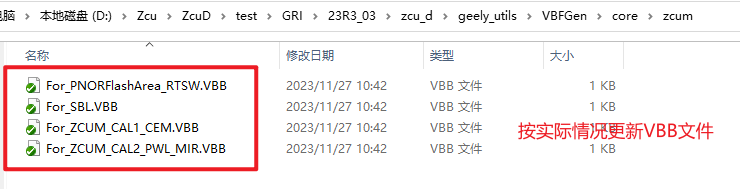 电脑 > 本地磁盘 (D:) > Zcu > ZcuD > test > GRI > 23R3_03 > zcu_d > geely_utils > VBFGen > core > zcum
名称 修改日期 类型 大小
For_PNORFlashArea_RTSW.VBB 2023/11/27 10:42 VBB 文件 1 KB
For_SBL.VBB 2023/11/27 10:42 VBB 文件 1 KB
For_ZCUM_CAL1_CEM.VBB 2023/11/27 10:42 VBB 文件 1 KB
For_ZCUM_CAL2_PWL_MIR.VBB 2023/11/27 10:42 VBB 文件 1 KB
按实际情况更新VBB文件